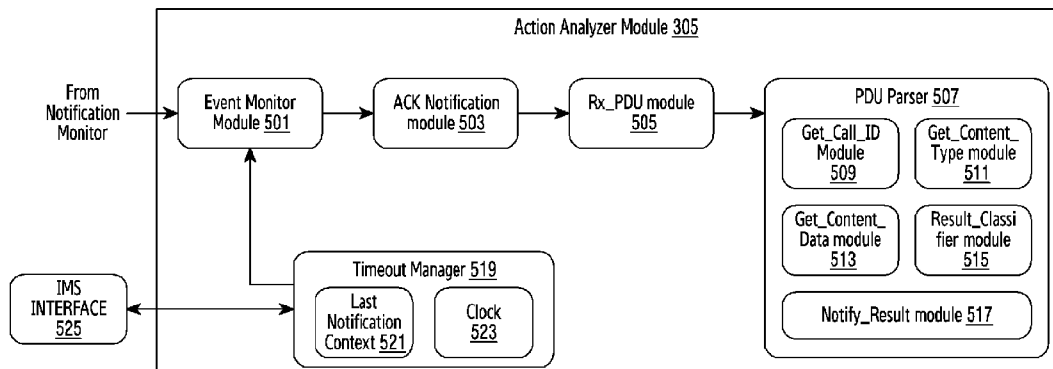 Action Analyzer Module 305
From
Notification
Monitor
Event Monitor
Module 501
ACK Notification
module 503
Rx_PDU module
505
PDU Parser 507
Get_Call_ID
Module
509
Get_Content_
Type module
511
Get_Content_
Data module
513
Result_Classi
fier module
515
Notify_Result module 517
Timeout Manager 519
Last
Notification
Context 521
Clock
523
IMS
INTERFACE
525